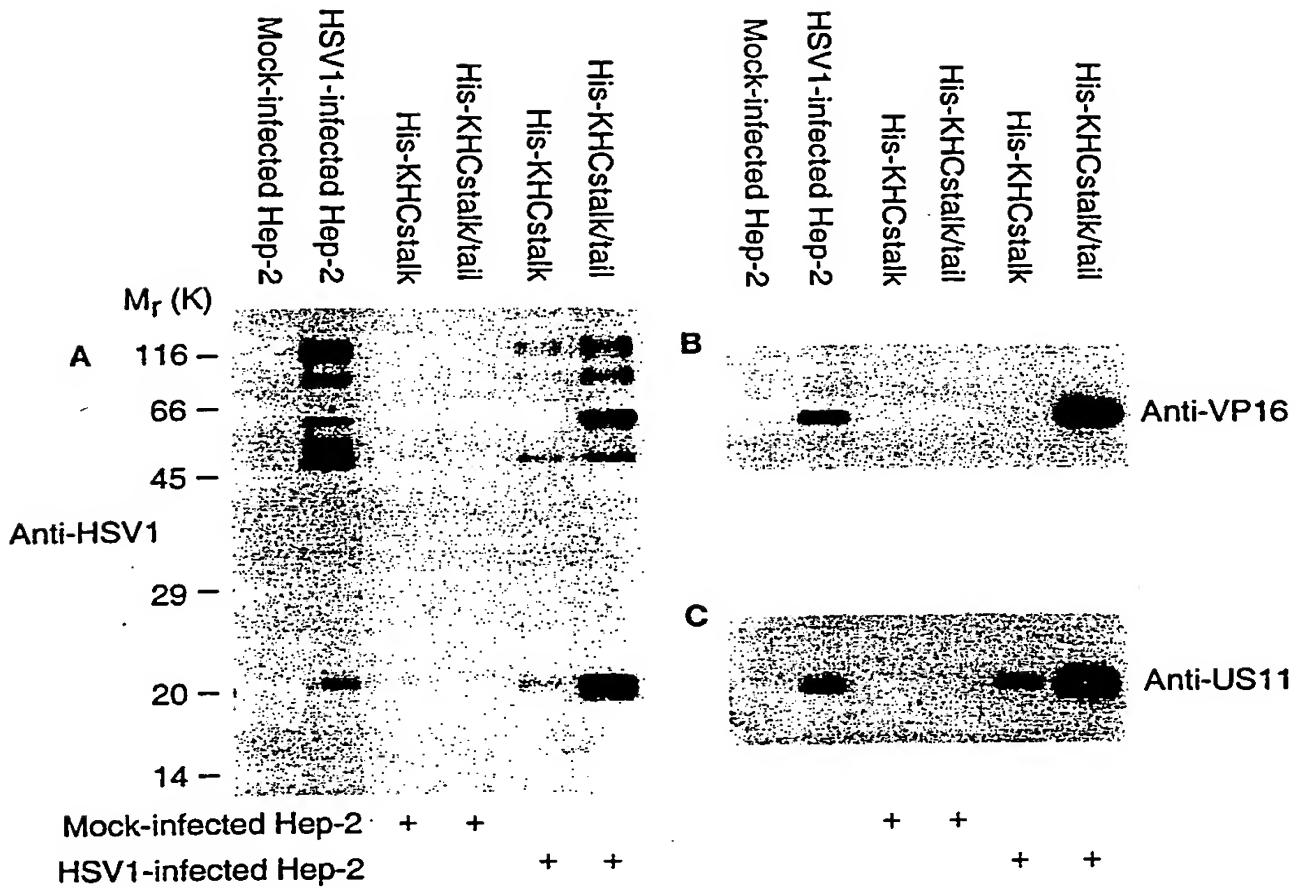 Mock-infected Hep-2
HSV1-infected Hep-2
His-KHCstalk
His-KHCstalk/tail
His-KHCstalk
His-KHCstalk/tail
Mock-infected Hep-2
HSV1-infected Hep-2
His-KHCstalk
His-KHCstalk/tail
His-KHCstalk
His-KHCstalk/tail
Mr (K)
A
116
66
45
Anti-HSV1
29
20
14
B
Anti-VP16
C
Anti-US11
Mock-infected Hep-2 + + + +
HSV1-infected Hep-2 + + + +